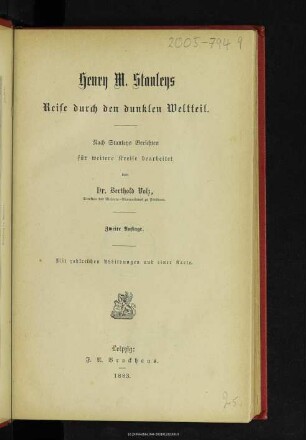 2005-794 9
Henry M. Stanleys
Reise durch den dunklen Weltteil.
Nach Stanleys Berichten
für weitere Kreise bearbeitet
von
Dr. Berthold Volz,
Zweite Auflage.
Mit zahlreichen Abbildungen und einer Karte.
Leipzig:
F. A. Brockhaus.
1885.